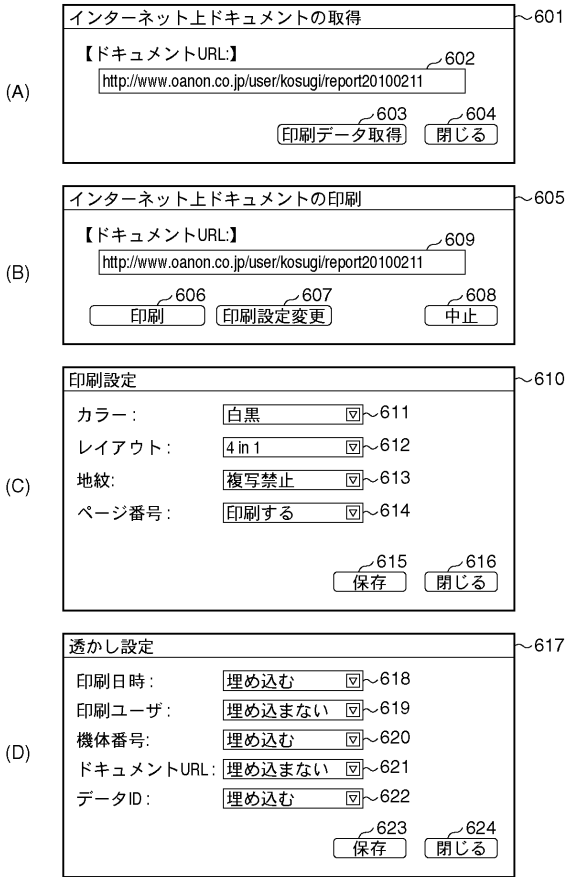 インターネット上ドキュメントの取得 601
【ドキュメントURL:】
602
http://www.oanon.co.jp/user/kosugi/report20100211
(A)
603 604
印刷データ取得 閉じる
インターネット上ドキュメントの印刷 605
【ドキュメントURL:】
609
http://www.oanon.co.jp/user/kosugi/report20100211
(B)
606 607 608
印刷 印刷設定変更 中止
印刷設定 610
カラー: 白黒 611
レイアウト: 4 in 1 612
(C)
地紋: 複写禁止 613
ページ番号: 印刷する 614
615 616
保存 閉じる
透かし設定 617
印刷日時: 埋め込む 618
印刷ユーザ: 埋め込まない 619
機体番号: 埋め込む 620
(D)
ドキュメントURL: 埋め込まない 621
データID: 埋め込む 622
623 624
保存 閉じる